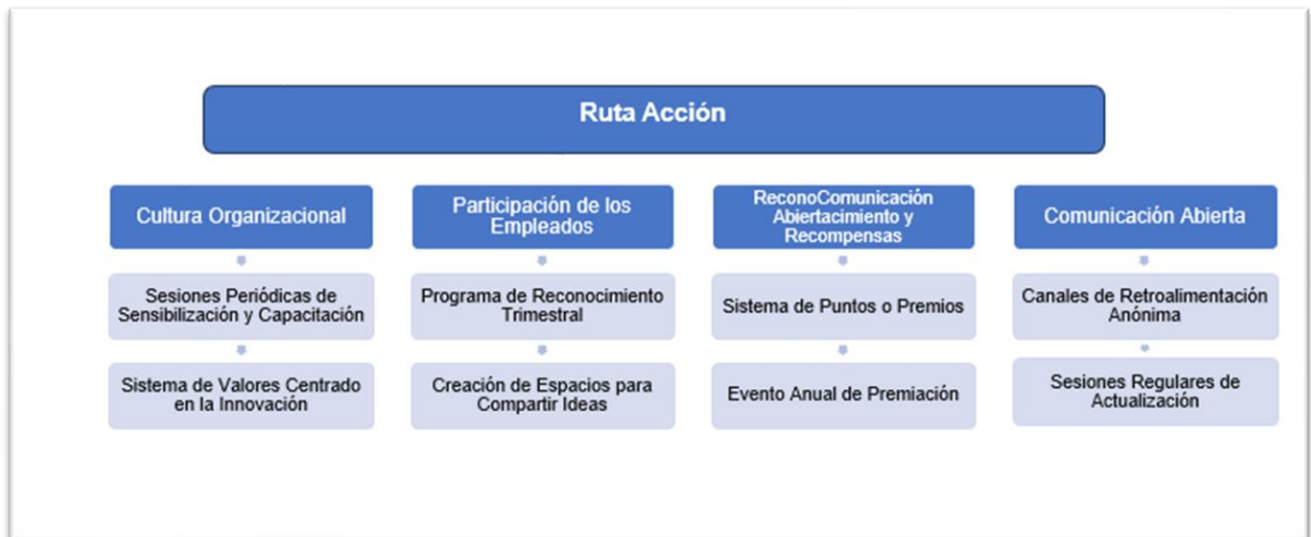 Ruta Acción
Cultura Organizacional
Sesiones Periódicas de
Sensibilización y Capacitación
Sistema de Valores Centrado
en la Innovación
Participación de los
Empleados
Programa de Reconocimiento
Trimestral
Creación de Espacios para
Compartir Ideas
ReconoComunicación
Abiertacimiento y
Recompensas
Sistema de Puntos o Premios
Evento Anual de Premiación
Comunicación Abierta
Canales de Retroalimentación
Anónima
Sesiones Regulares de
Actualización